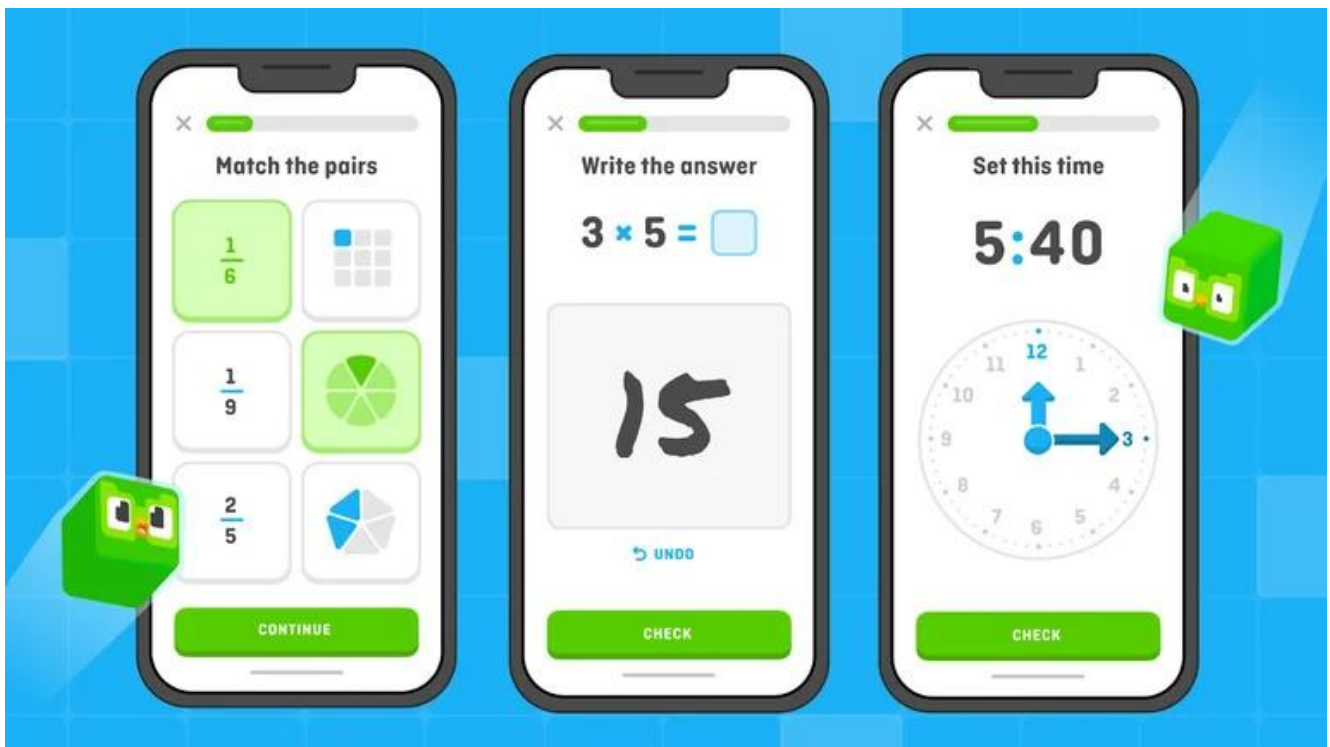 ×
Match the pairs
1
6
1
9
2
5
CONTINUE
×
Write the answer
3 × 5 =
15
UNDO
CHECK
×
Set this time
5:40
12
11 1
10 2
9 3
8 4
7 5
6
CHECK